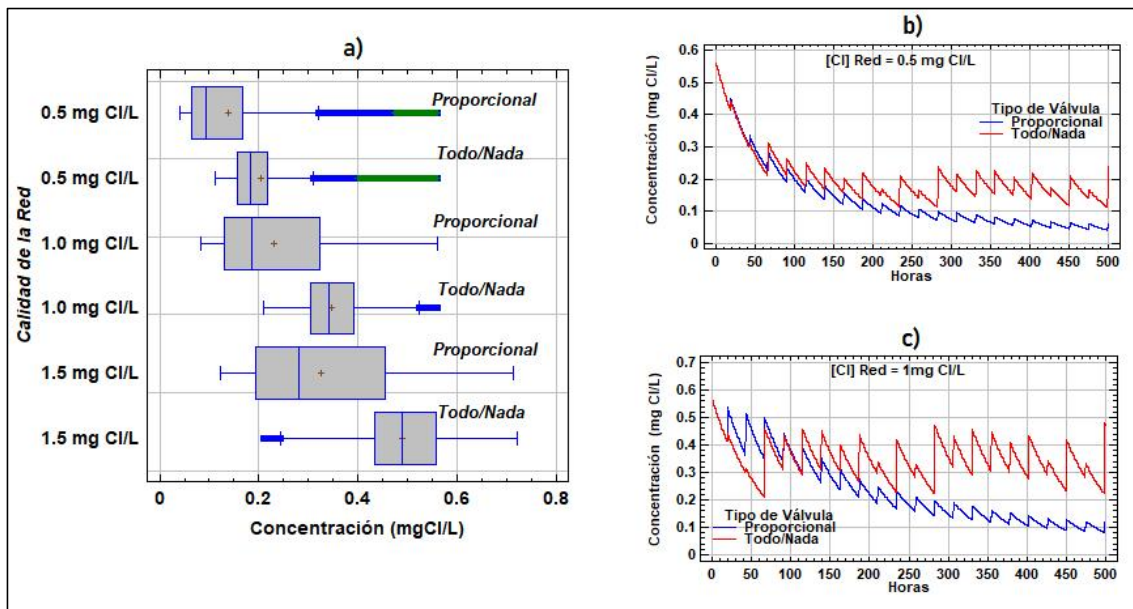 a)
Calidad de la Red
0.5 mg Cl/L
Proporcional
0.5 mg Cl/L
Todo/Nada
1.0 mg Cl/L
Proporcional
1.0 mg Cl/L
Todo/Nada
1.5 mg Cl/L
Proporcional
1.5 mg Cl/L
Todo/Nada
0 0.2 0.4 0.6 0.8
Concentración (mgCl/L)
b)
[Cl] Red = 0.5 mg Cl/L
Tipo de Válvula
Proporcional
Todo/Nada
Concentración (mg Cl/L)
0.6
0.5
0.4
0.3
0.2
0.1
0
0 50 100 150 200 250 300 350 400 450 500
Horas
c)
[Cl] Red = 1mg Cl/L
Tipo de Válvula
Proporcional
Todo/Nada
Concentración (mg Cl/L)
0.7
0.6
0.5
0.4
0.3
0.2
0.1
0
0 50 100 150 200 250 300 350 400 450 500
Horas